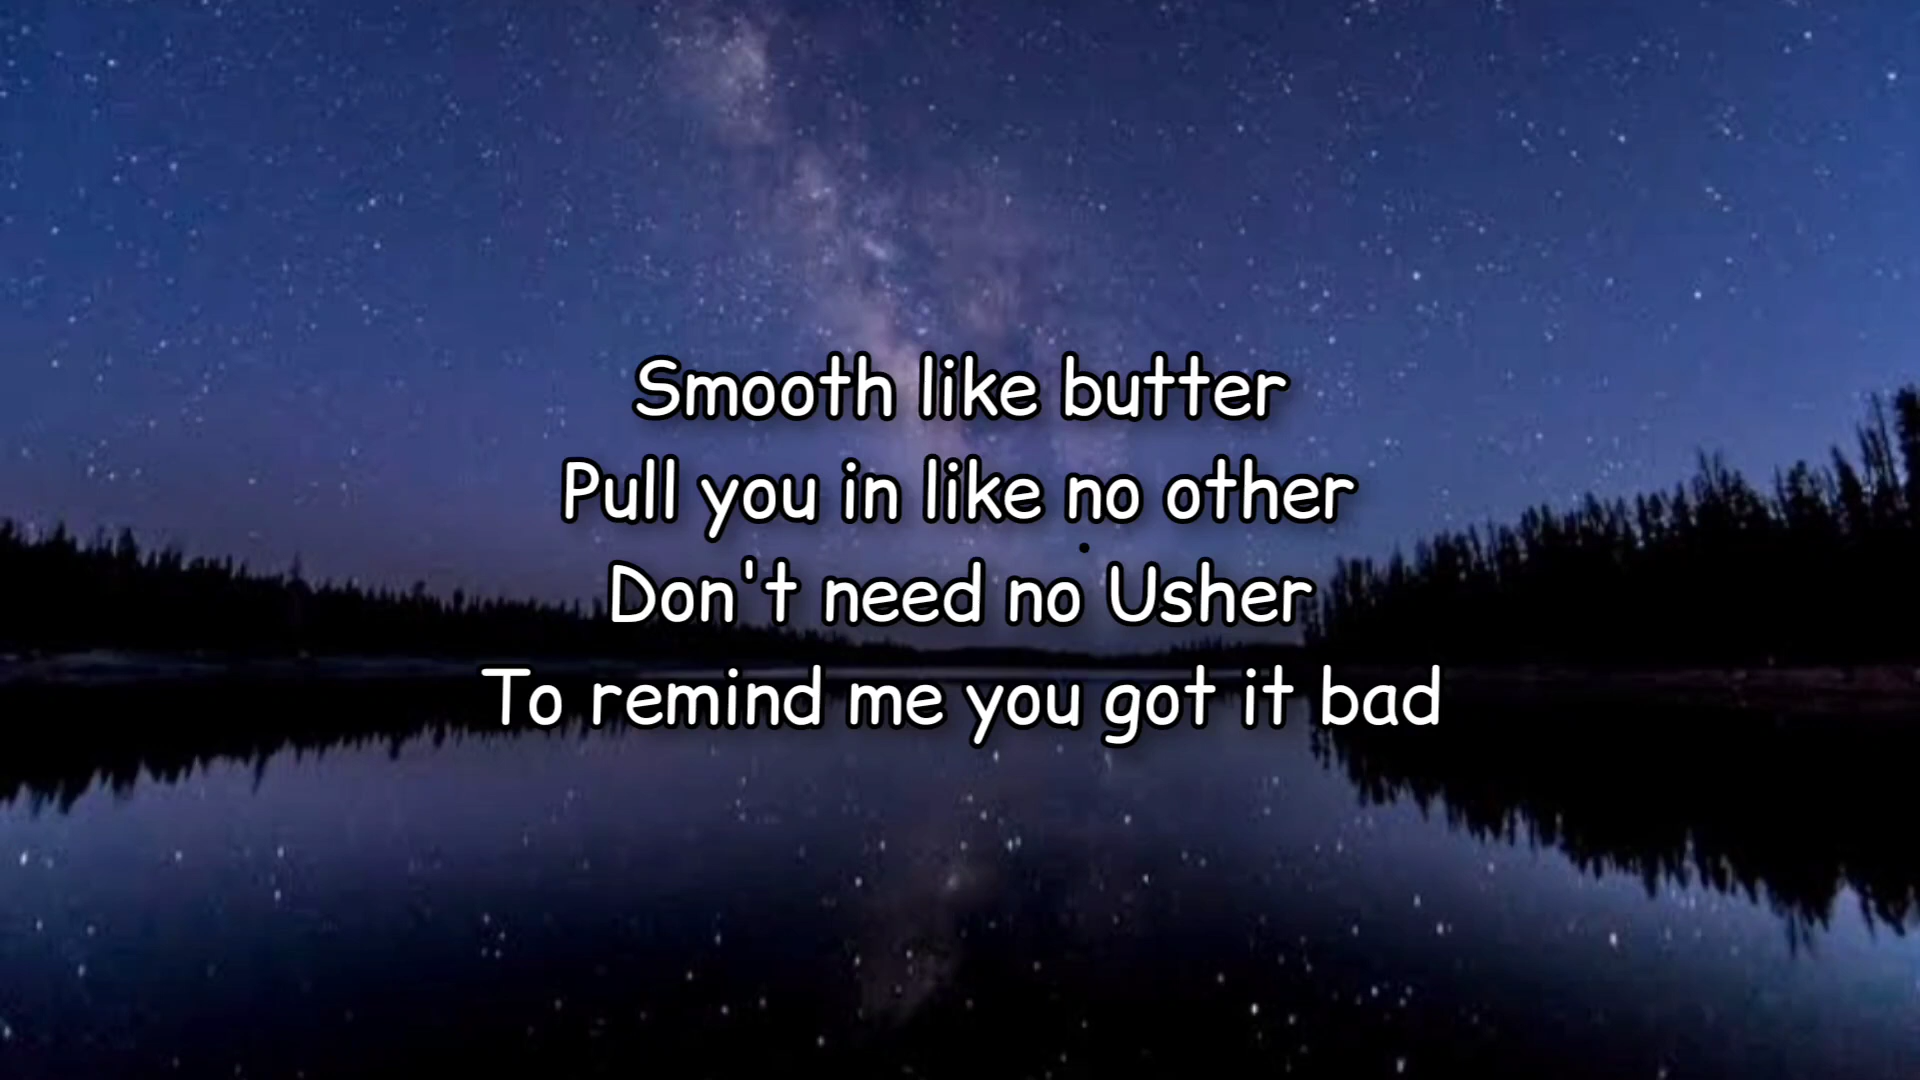 Smooth like butter
Pull you in like no other
Don't need no Usher
To remind me you got it bad